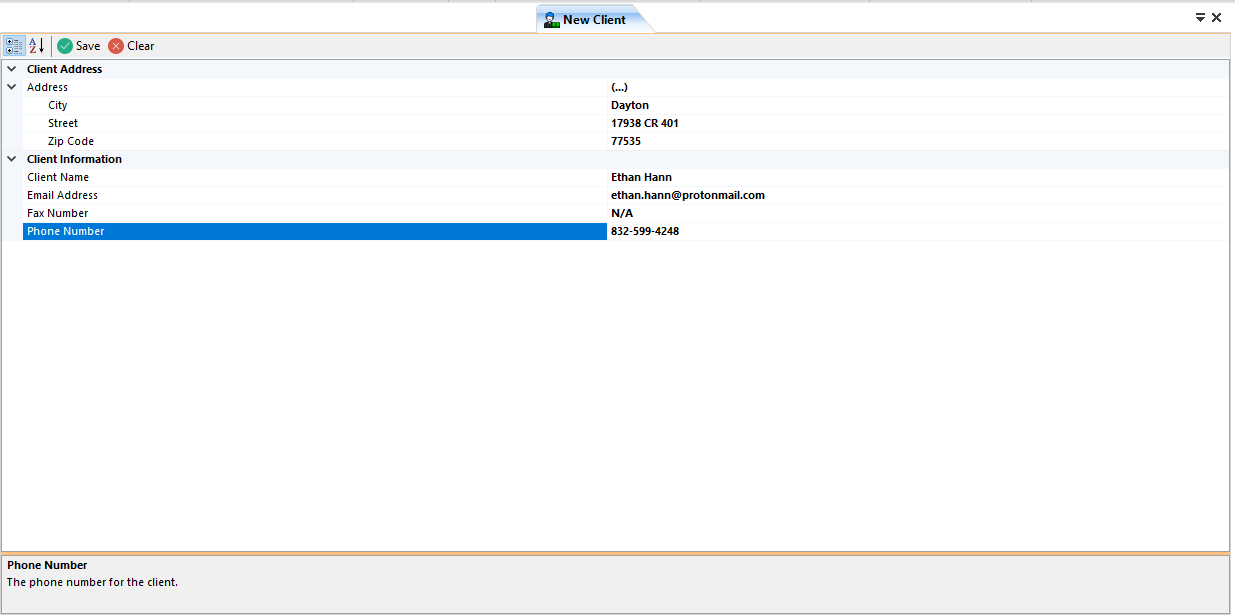 New Client
Save Clear
Client Address
Address (...)
City Dayton
Street 17938 CR 401
Zip Code 77535
Client Information
Client Name Ethan Hann
Email Address ethan.hann@protonmail.com
Fax Number N/A
Phone Number 832-599-4248
Phone Number
The phone number for the client.